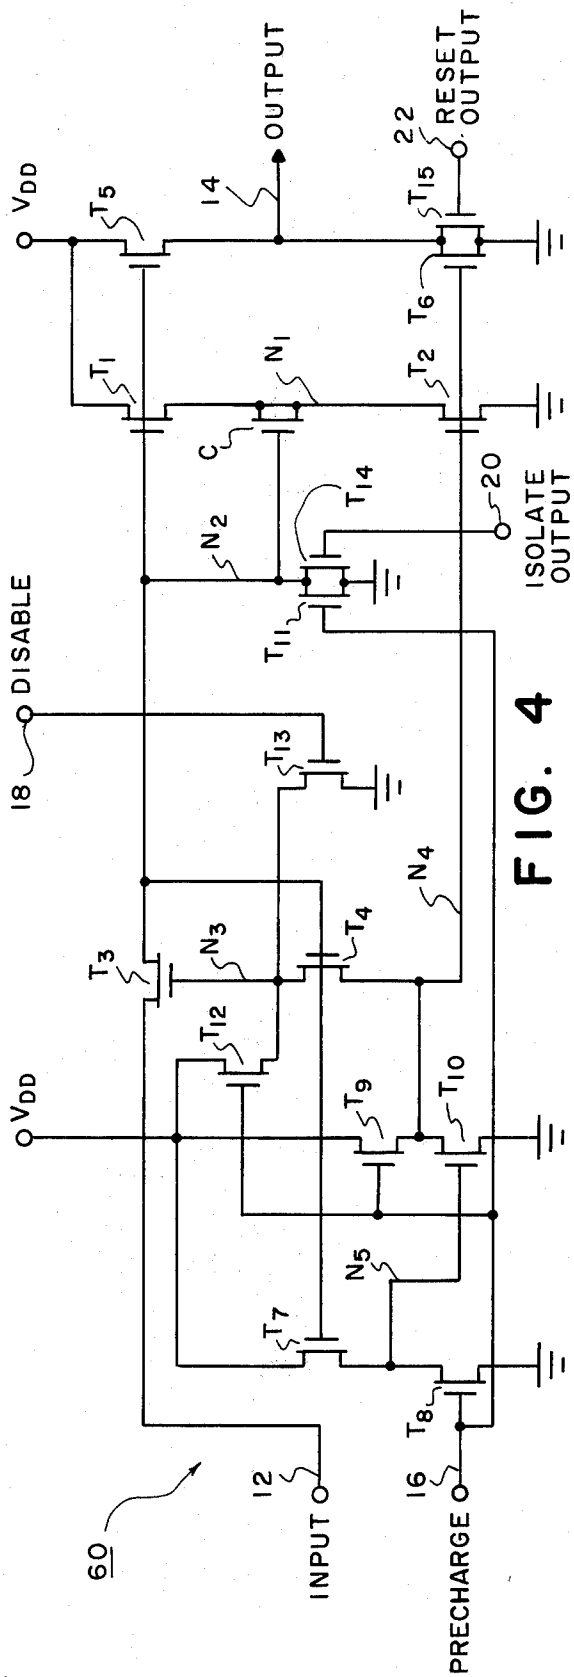 60
INPUT
12
PRECHARGE
16
T8
T7
N5
VDD
T9
T10
T12
T3
N3
T4
N4
18
DISABLE
T13
T11
T14
N2
C
N1
T1
T2
20
ISOLATE
OUTPUT
VDD
T5
14
OUTPUT
T6
T15
22
RESET
OUTPUT
FIG. 4